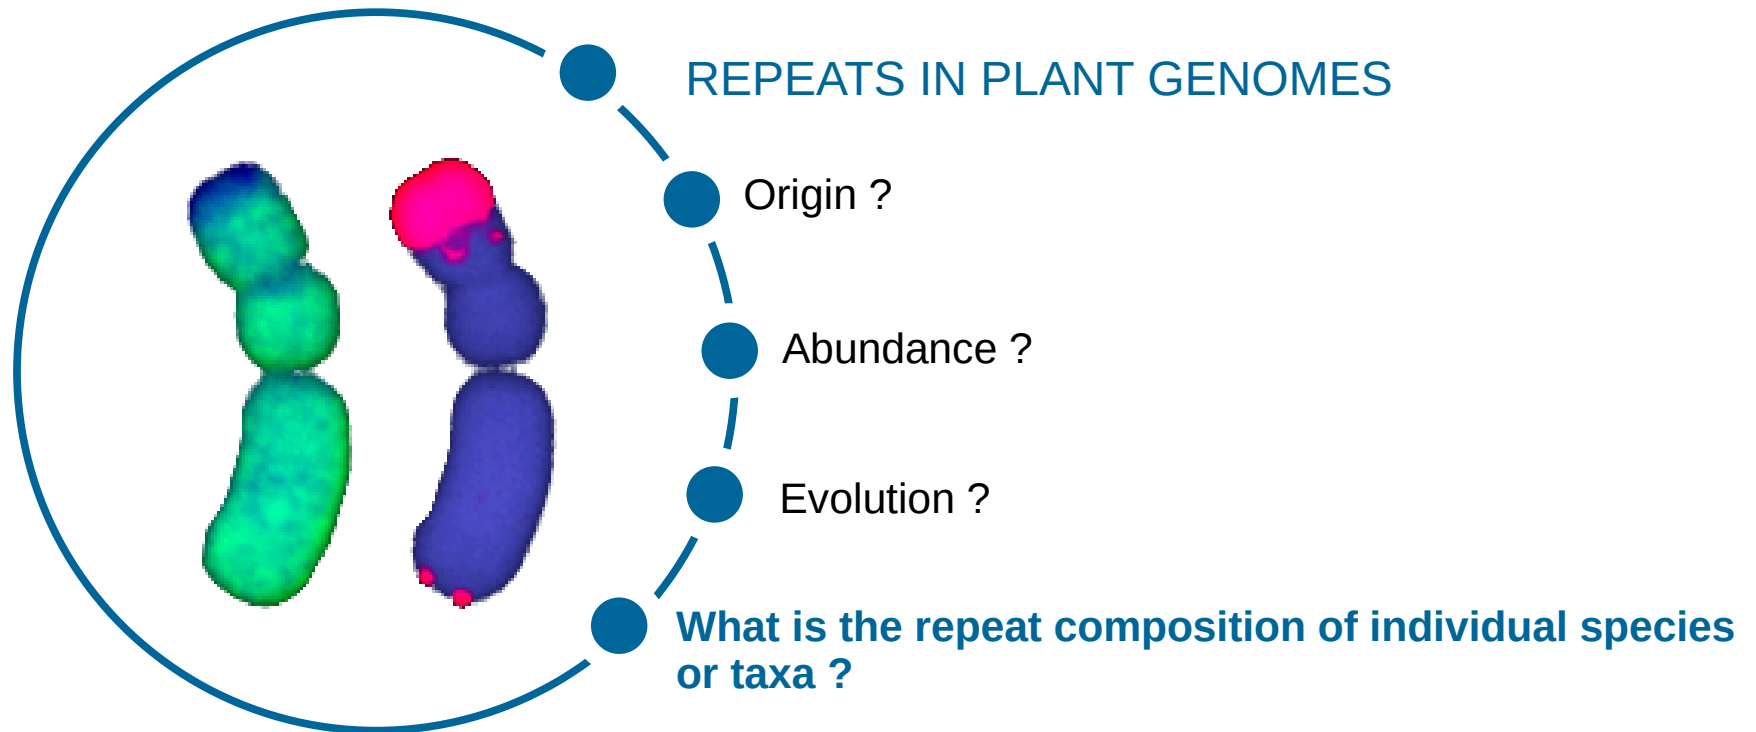 REPEATS IN PLANT GENOMES
Origin ?
Abundance ?
Evolution ?
What is the repeat composition of individual species
or taxa ?